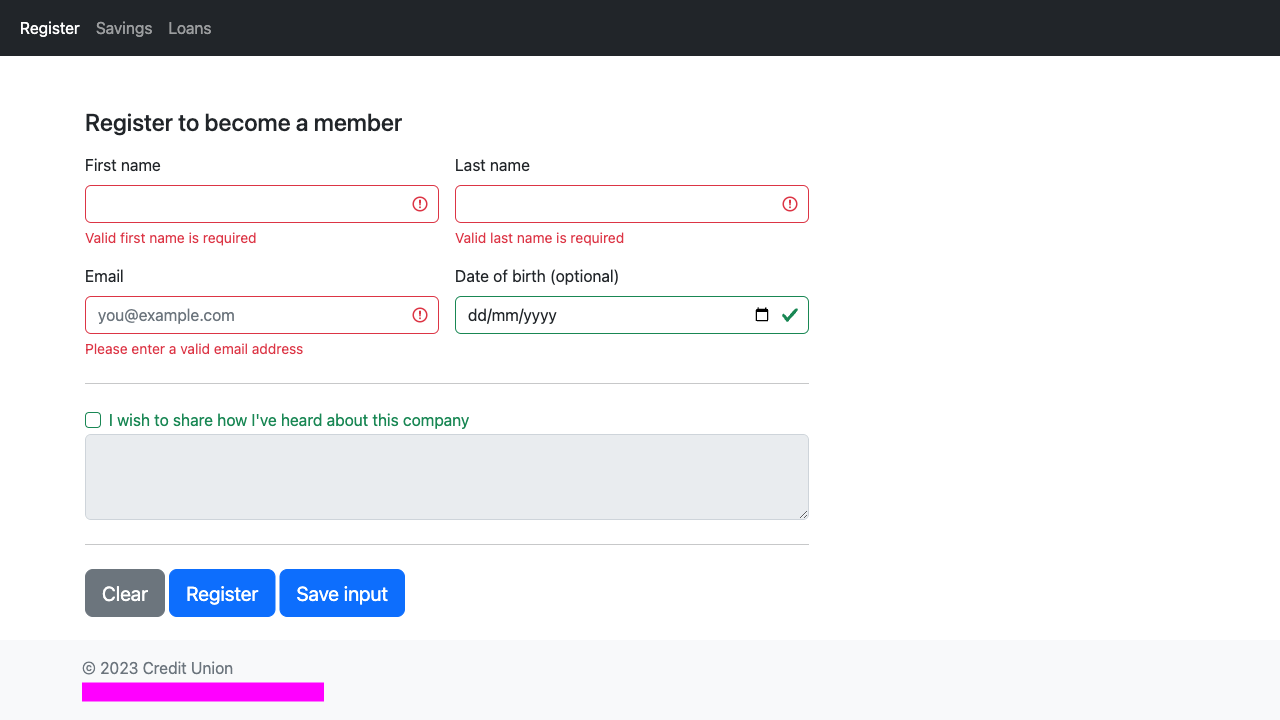 Register Savings Loans
Register to become a member
First name Last name
Valid first name is required Valid last name is required
Email Date of birth (optional)
you@example.com dd/mm/yyyy
Please enter a valid email address
I wish to share how I've heard about this company
Clear Register Save input
© 2023 Credit Union